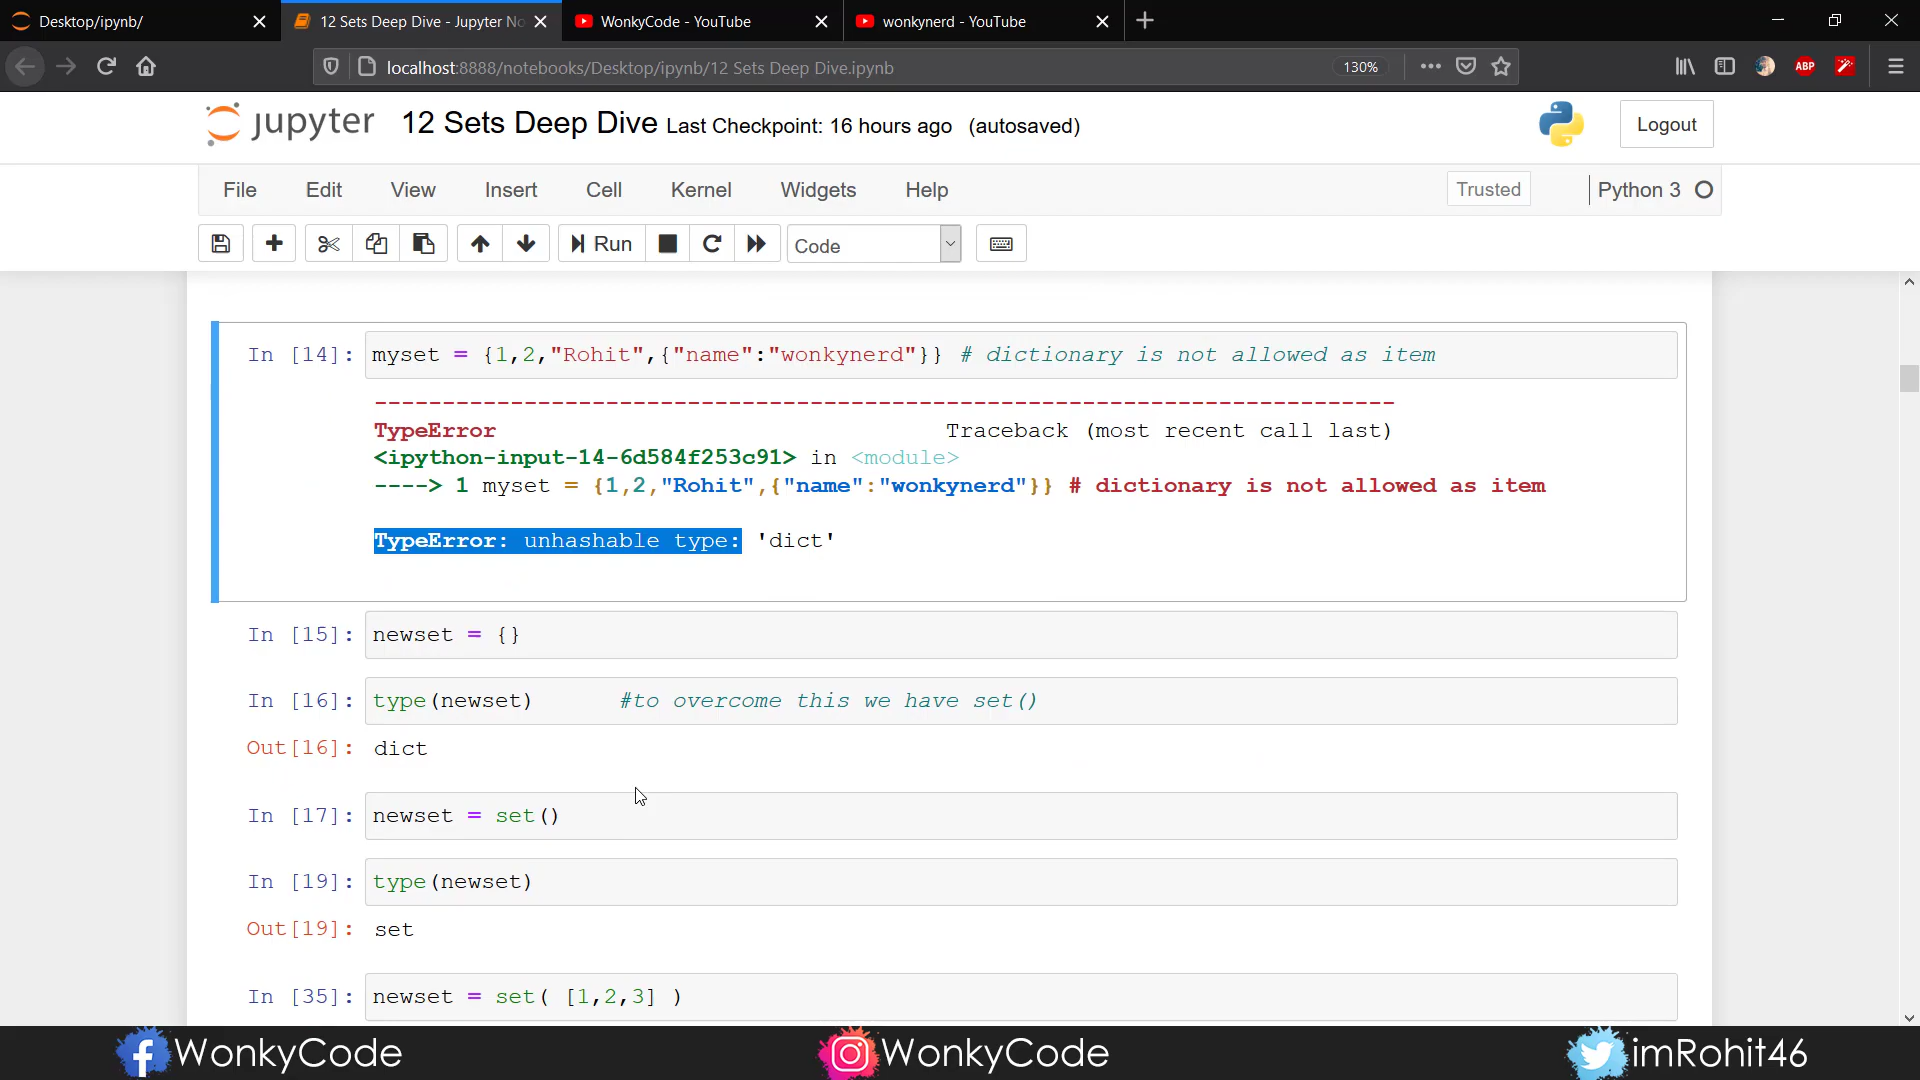 Desktop/ipynb/
12 Sets Deep Dive - Jupyter No
WonkyCode - YouTube
wonkynerd - YouTube
localhost:8888/notebooks/Desktop/ipynb/12 Sets Deep Dive.ipynb
130%
ABP
jupyter
12 Sets Deep Dive Last Checkpoint: 16 hours ago (autosaved)
Logout
File Edit View Insert Cell Kernel Widgets Help
Trusted
Python 3
Run
Code
In [14]: myset = {1,2,"Rohit",{"name":"wonkynerd"}} # dictionary is not allowed as item
---------------------------------------------------------------------------
TypeError Traceback (most recent call last)
<ipython-input-14-6d584f253c91> in <module>
----> 1 myset = {1,2,"Rohit",{"name":"wonkynerd"}} # dictionary is not allowed as item
TypeError: unhashable type: 'dict'
In [15]: newset = {}
In [16]: type(newset) #to overcome this we have set()
Out[16]: dict
In [17]: newset = set()
In [19]: type(newset)
Out[19]: set
In [35]: newset = set( [1,2,3] )
WonkyCode
WonkyCode
imRohit46